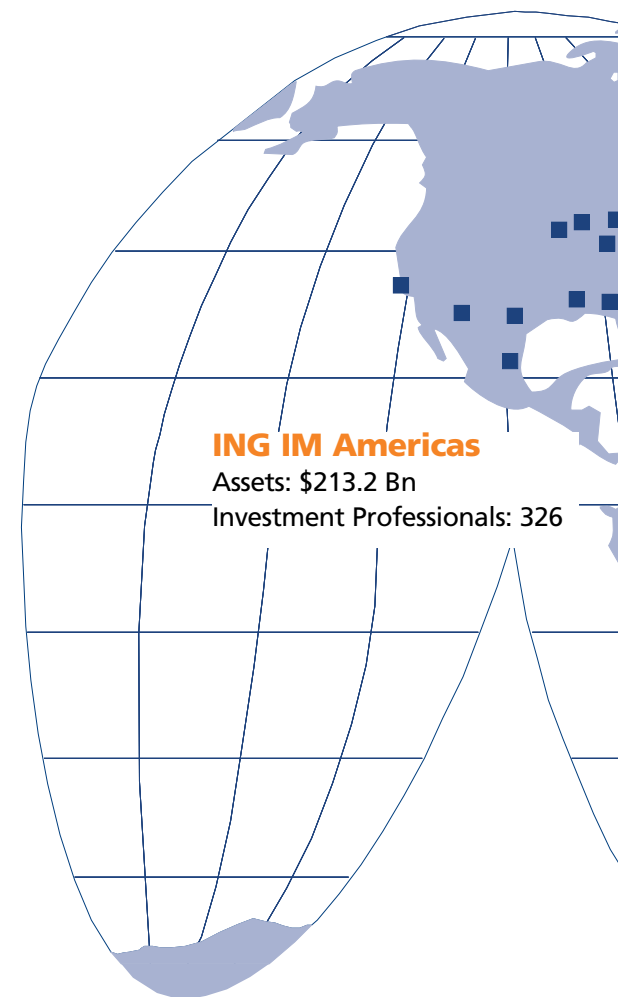 ING IM Americas
Assets: $213.2 Bn
Investment Professionals: 326